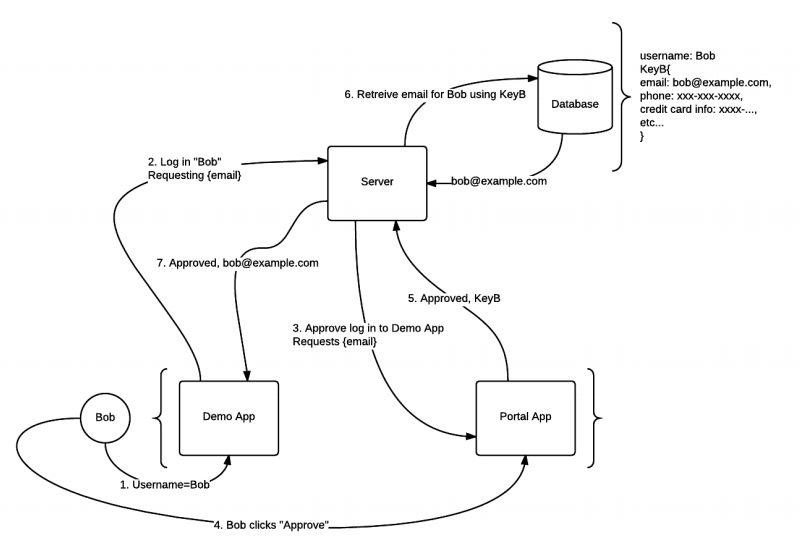 username: Bob
KeyB{
email: bob@example.com,
phone: xxx-xxx-xxxx,
credit card info: xxxx-...,
etc...
}
6. Retreive email for Bob using KeyB
Database
2. Log in "Bob"
Requesting {email}
Server
bob@example.com
7. Approved, bob@example.com
5. Approved, KeyB
3. Approve log in to Demo App
Requests {email}
Bob
Demo App
Portal App
1. Username=Bob
4. Bob clicks "Approve"